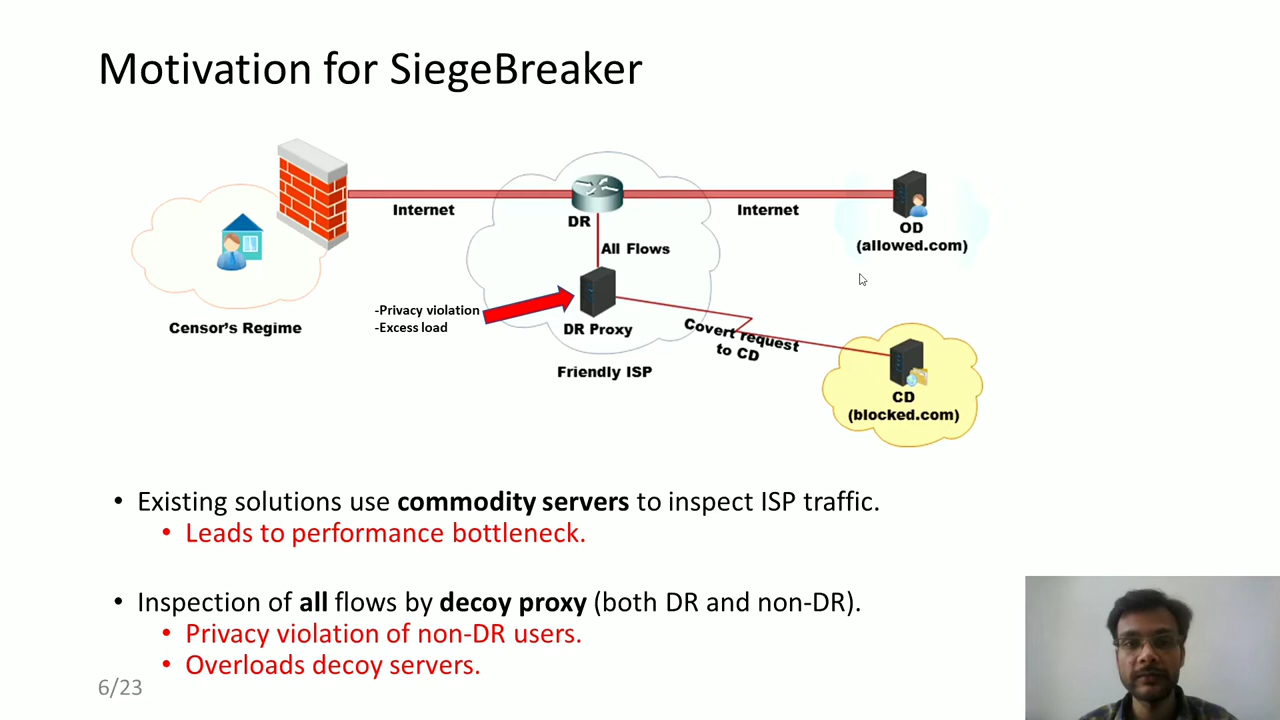 Motivation for SiegeBreaker
Internet
DR
Internet
OD
(allowed.com)
All Flows
-Privacy violation
-Excess load
Censor's Regime
DR Proxy
Covert request
to CD
Friendly ISP
CD
(blocked.com)
• Existing solutions use commodity servers to inspect ISP traffic.
• Leads to performance bottleneck.
• Inspection of all flows by decoy proxy (both DR and non-DR).
• Privacy violation of non-DR users.
• Overloads decoy servers.
6/23